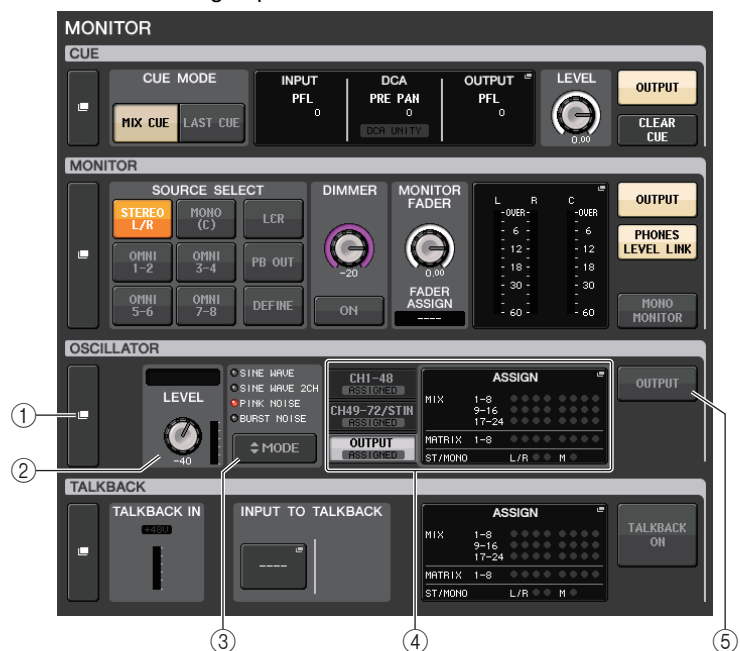 MONITOR
CUE
CUE MODE
MIX CUE LAST CUE
INPUT
PFL
0
DCA
PRE PAN
0
DCA UNITY
OUTPUT
PFL
0
LEVEL
0.00
OUTPUT
CLEAR
CUE
MONITOR
SOURCE SELECT
STEREO
L/R
MONO
(C)
LCR
OMNI
1-2
OMNI
3-4
PB OUT
OMNI
5-6
OMNI
7-8
DEFINE
DIMMER
-20
ON
MONITOR
FADER
0.00
FADER
ASSIGN
----
L R C
-OVER- -OVER
- 6 - - 6
- 12 - - 12
- 18 - - 18
- 30 - - 30
- 60 - - 60
OUTPUT
PHONES
LEVEL LINK
MONO
MONITOR
OSCILLATOR
LEVEL
-40
SINE WAVE
SINE WAVE 2CH
PINK NOISE
BURST NOISE
MODE
CH1-48
ASSIGNED
CH49-72/STIN
ASSIGNED
OUTPUT
ASSIGNED
ASSIGN
MIX 1-8
9-16
17-24
MATRIX 1-8
ST/MONO L/R M
OUTPUT
TALKBACK
TALKBACK IN
+48V
INPUT TO TALKBACK
----
ASSIGN
MIX 1-8
9-16
17-24
MATRIX 1-8
ST/MONO L/R M
TALKBACK
ON
1
2
3
4
5